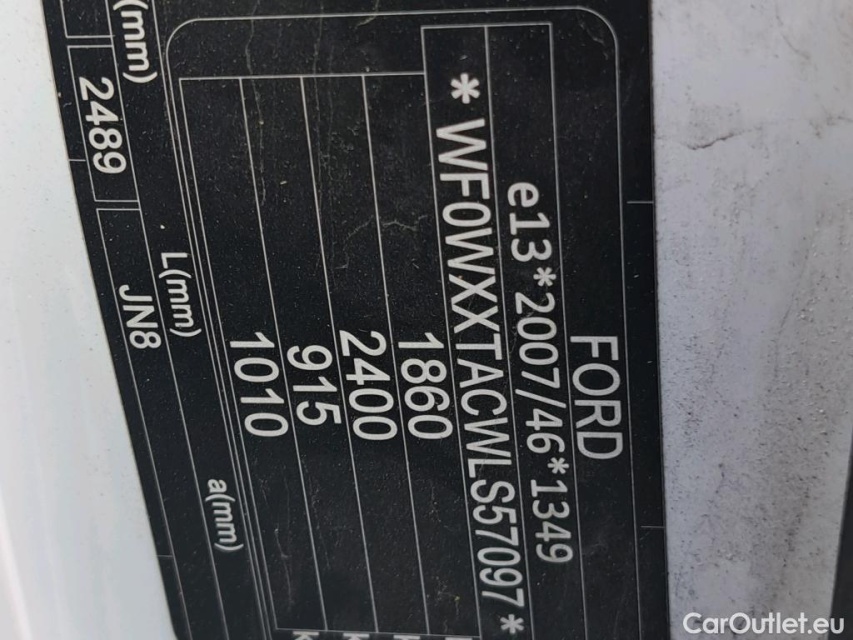 FORD
e13*2007/46*1349
* WF0WXXTACWLS57097 *
1860
2400
915
1010
(mm) L(mm) a(mm)
2489 JN8
CarOutlet.eu